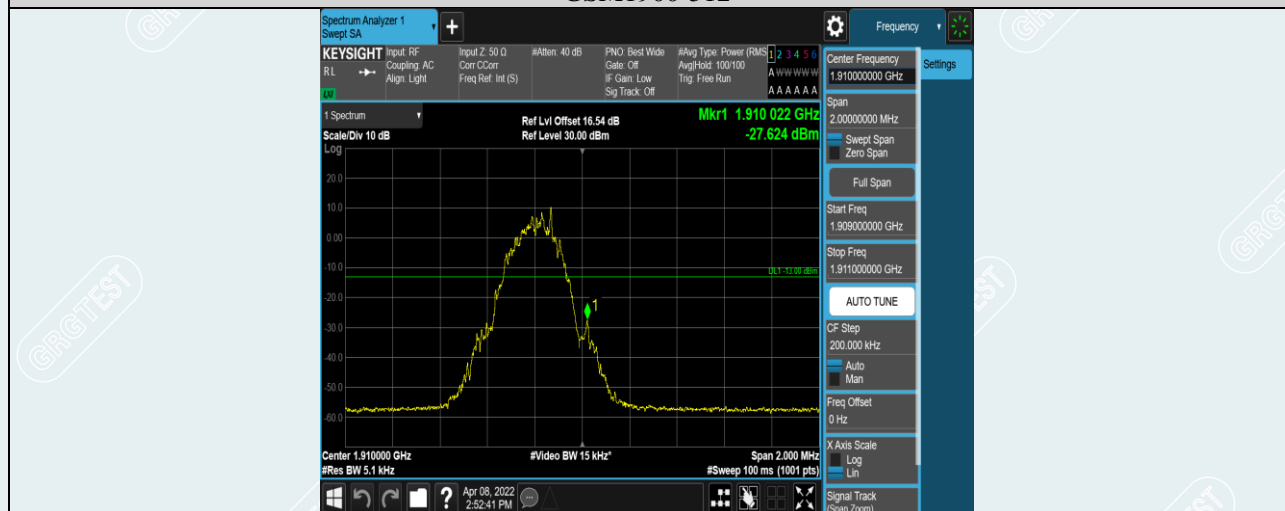 GSM1900 512
Spectrum Analyzer 1
Swept SA
Frequency
KEYSIGHT
RL
LXI
Input: RF
Coupling: AC
Align: Light
Input Z: 50 Ω
Corr CCorr
Freq Ref: Int (S)
#Atten: 40 dB
PNO: Best Wide
Gate: Off
IF Gain: Low
Sig Track: Off
#Avg Type: Power (RMS
Avg|Hold: 100/100
Trig: Free Run
1 2 3 4 5 6
A W W W W W
A A A A A A
Center Frequency
1.910000000 GHz
Settings
1 Spectrum
Scale/Div 10 dB
Log
Ref Lvl Offset 16.54 dB
Ref Level 30.00 dBm
Mkr1 1.910 022 GHz
-27.624 dBm
Span
2.00000000 MHz
Swept Span
Zero Span
Full Span
Start Freq
1.909000000 GHz
Stop Freq
1.911000000 GHz
AUTO TUNE
CF Step
200.000 kHz
Auto
Man
Freq Offset
0 Hz
X Axis Scale
Log
Lin
Signal Track
(Span Zoom)
20.0
10.0
0.00
-10.0
DL1 -13.00 dBm
-20.0
1
-30.0
-40.0
-50.0
-60.0
Center 1.910000 GHz
#Res BW 5.1 kHz
#Video BW 15 kHz*
Span 2.000 MHz
#Sweep 100 ms (1001 pts)
Apr 08, 2022
2:52:41 PM
GRGTEST
GRGTEST
GRGTEST